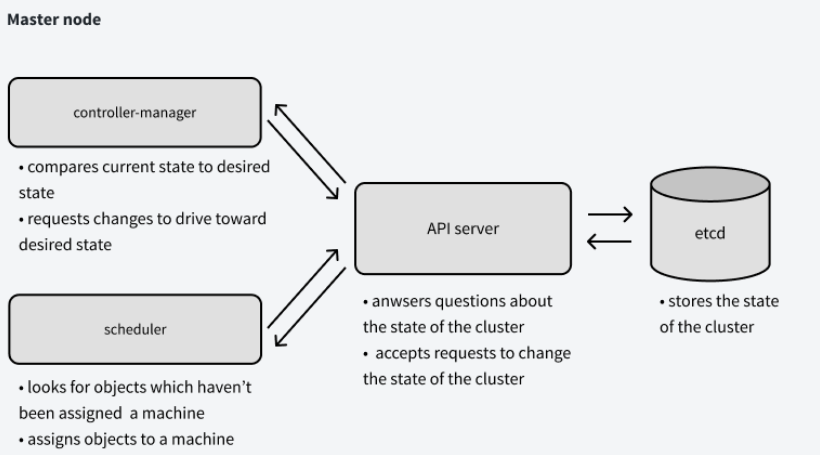 Master node
controller-manager
• compares current state to desired
state
• requests changes to drive toward
desired state
API server
• anwsers questions about
the state of the cluster
• accepts requests to change
the state of the cluster
etcd
• stores the state
of the cluster
scheduler
• looks for objects which haven't
been assigned a machine
• assigns objects to a machine